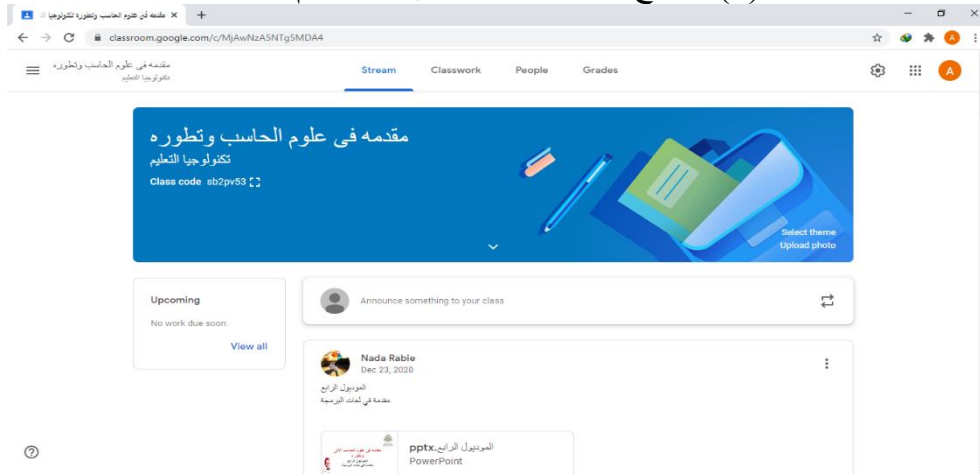 مقدمه فى علوم الحاسب وتطوره تكنولوجيا
classroom.google.com/c/MjAwNzA5NTg5MDA4
A
مقدمه فى علوم الحاسب وتطوره
تكنولوجيا التعليم
Stream
Classwork
People
Grades
A
مقدمه فى علوم الحاسب وتطوره
تكنولوجيا التعليم
Class code sb2pv53
Select theme
Upload photo
Upcoming
No work due soon
View all
Announce something to your class
Nada Rabie
Dec 23, 2020
الموديول الرابع
مقدمة في لغات البرمجة
الموديول الرابع.pptx
PowerPoint